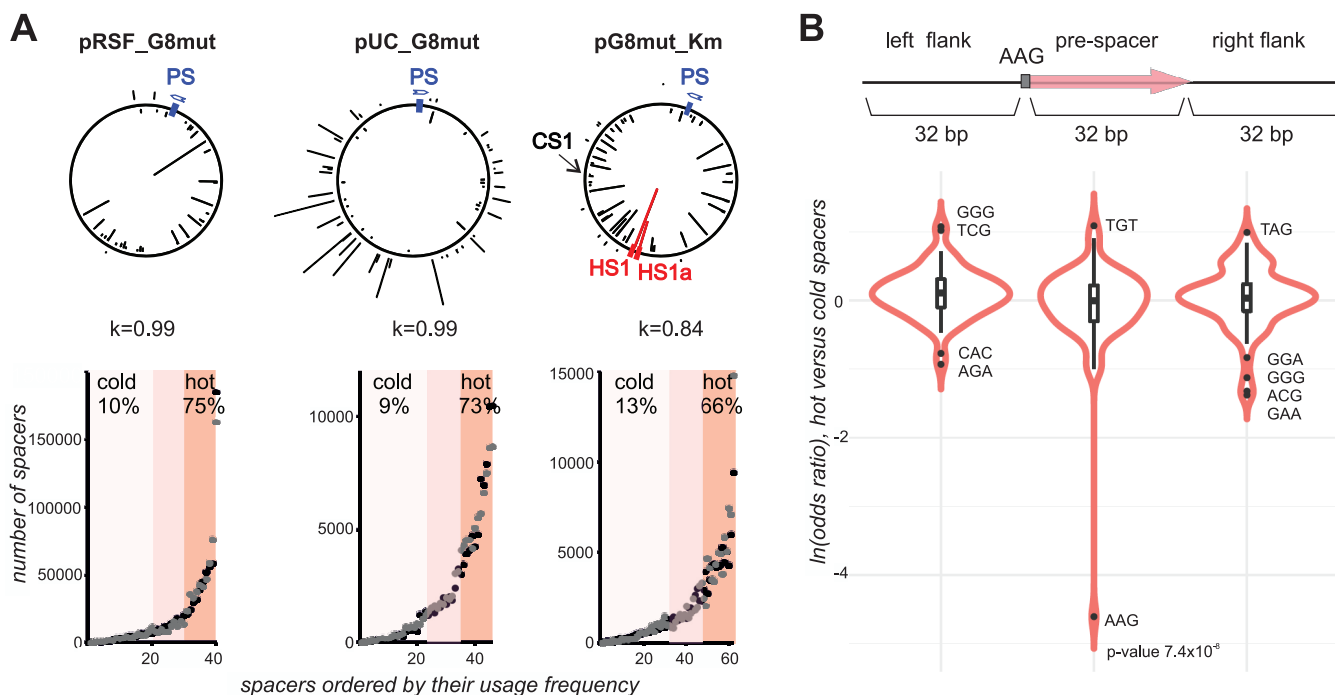 A
pRSF_G8mut
pUC_G8mut
pG8mut_Km
PS
PS
PS
CS1
HS1
HS1a
k=0.99
k=0.99
k=0.84
number of spacers
cold
10%
hot
75%
150000
100000
50000
0
20
40
cold
9%
hot
73%
10000
5000
0
20
40
cold
13%
hot
66%
15000
10000
5000
0
20
40
60
spacers ordered by their usage frequency
B
left flank
pre-spacer
right flank
AAG
32 bp
32 bp
32 bp
ln(odds ratio), hot versus cold spacers
0
-2
-4
GGG
TCG
CAC
AGA
TGT
AAG
p-value 7.4x10⁻⁸
TAG
GGA
GGG
ACG
GAA